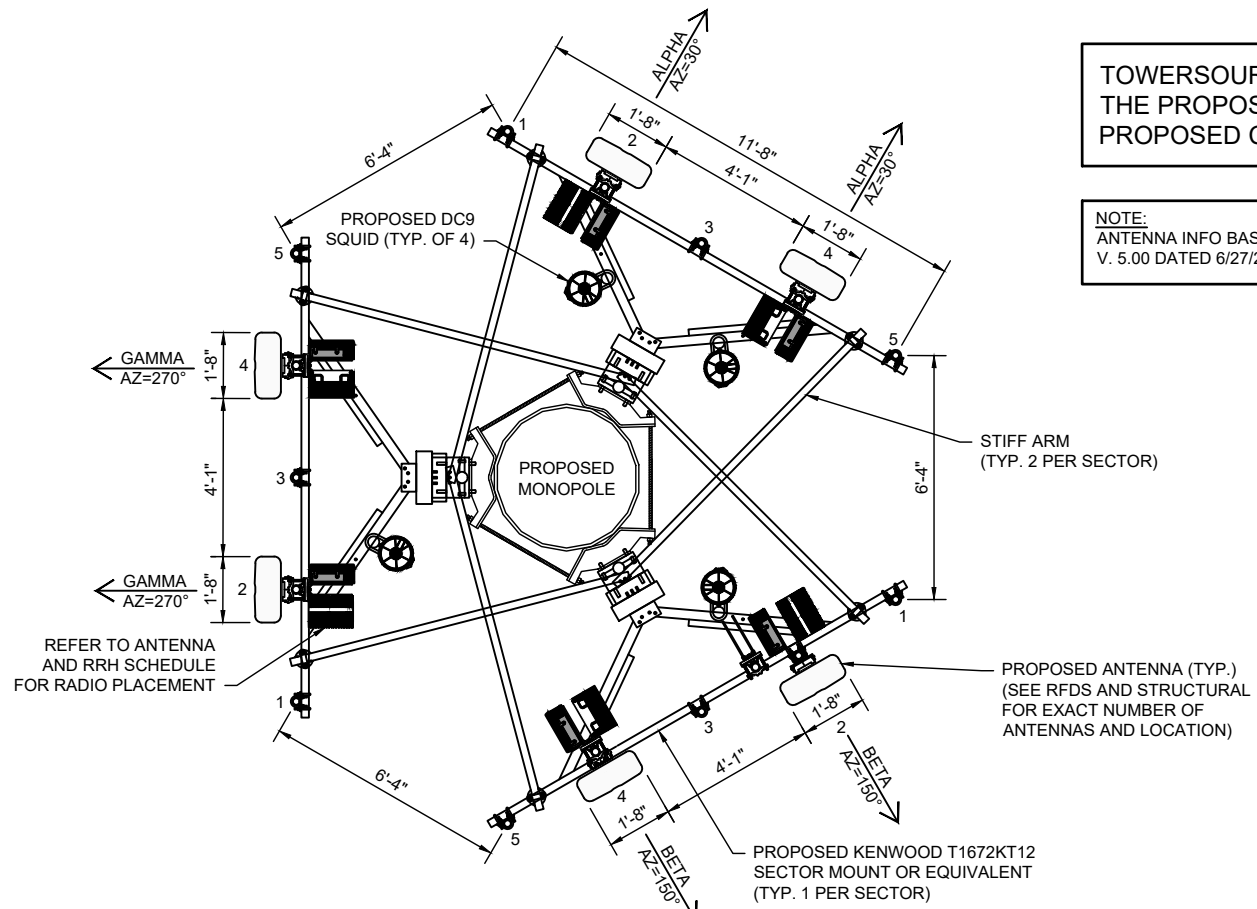 ALPHA
AZ=30°
1
1'-8"
2
11'-8"
4'-1"
6'-4"
ALPHA
AZ=30°
TOWERSOUR
THE PROPOS
PROPOSED
NOTE:
ANTENNA INFO BAS
V. 5.00 DATED 6/27/2
PROPOSED DC9
SQUID (TYP. OF 4)
3
1'-8"
4
5
5
GAMMA
AZ=270°
1'-8"
4
STIFF ARM
(TYP. 2 PER SECTOR)
6'-4"
PROPOSED
MONOPOLE
3
4'-1"
GAMMA
AZ=270°
1'-8"
2
1
REFER TO ANTENNA
AND RRH SCHEDULE
FOR RADIO PLACEMENT
PROPOSED ANTENNA (TYP.)
(SEE RFDS AND STRUCTURAL
FOR EXACT NUMBER OF
ANTENNAS AND LOCATION)
1
3
1'-8"
2
4'-1"
BETA
AZ=150°
6'-4"
4
1'-8"
5
BETA
AZ=150°
PROPOSED KENWOOD T1672KT12
SECTOR MOUNT OR EQUIVALENT
(TYP. 1 PER SECTOR)